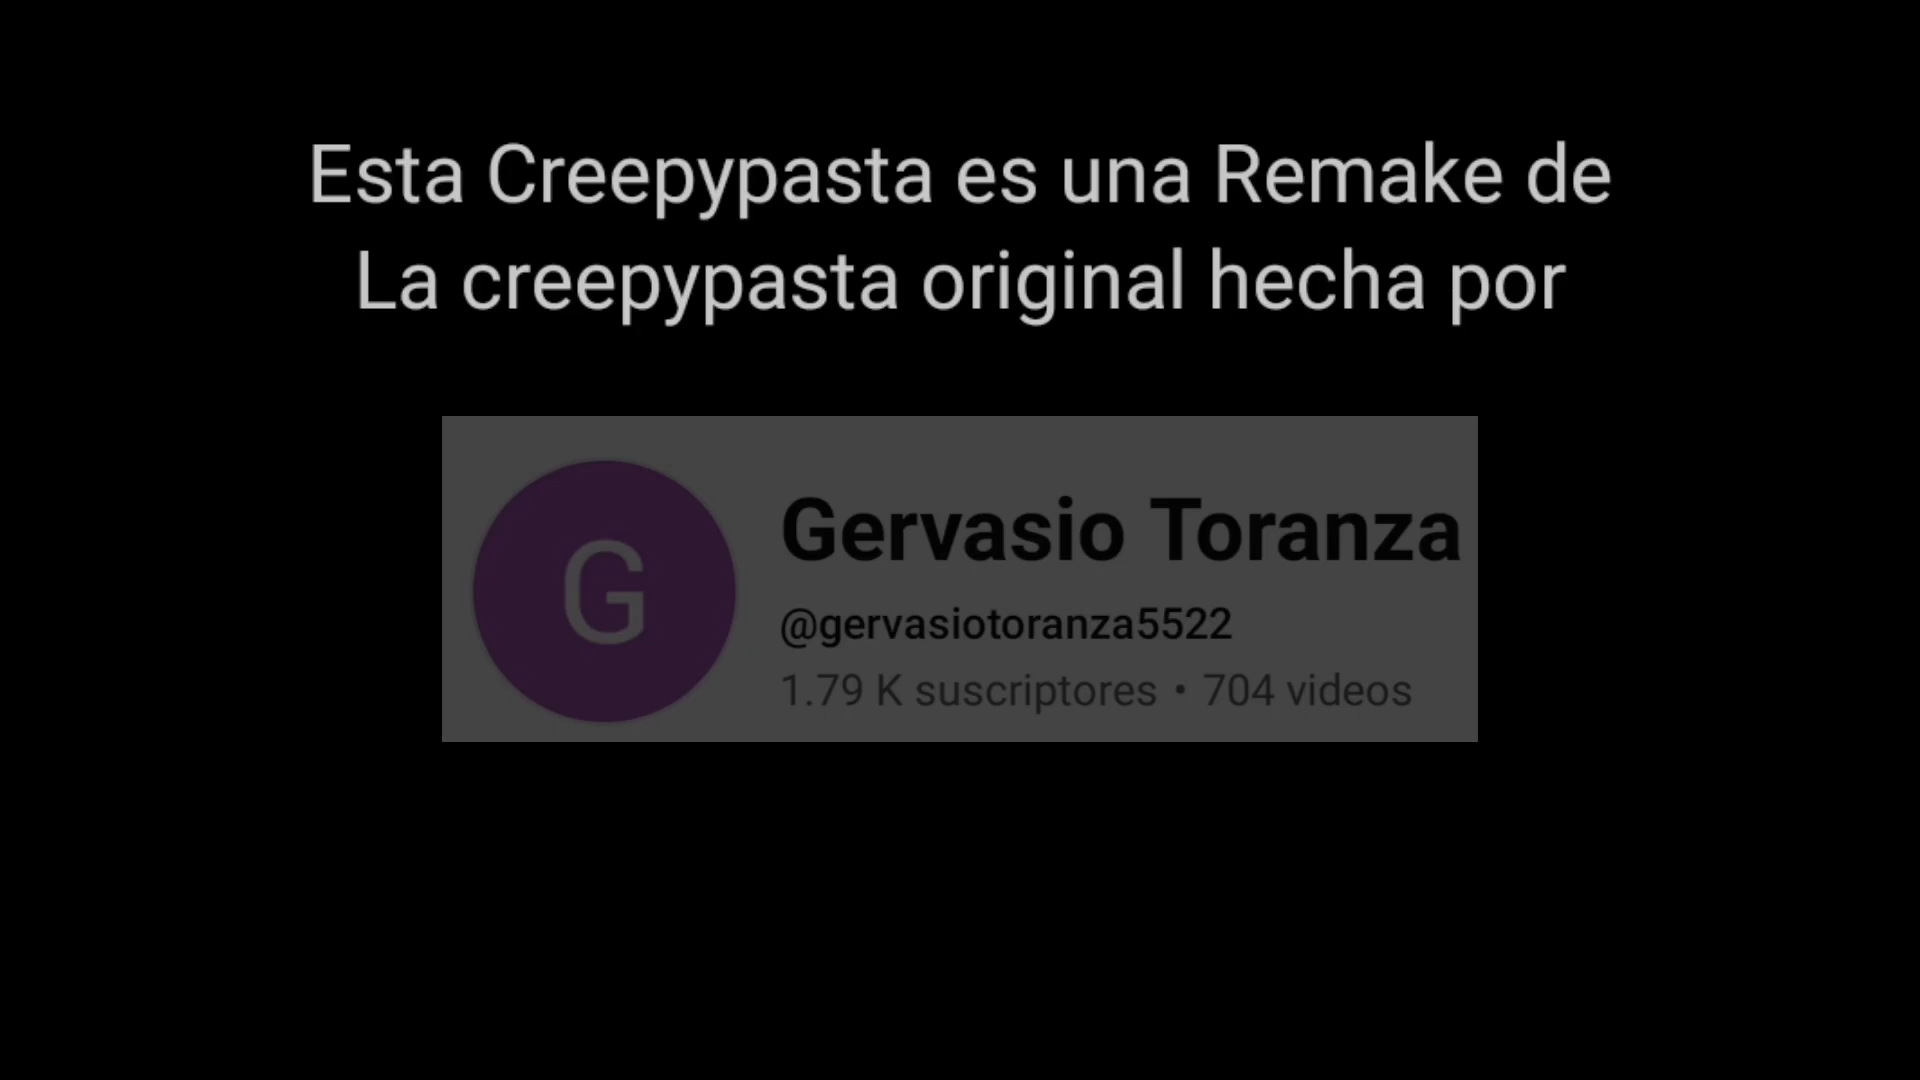 Esta Creepypasta es una Remake de
La creepypasta original hecha por
G
Gervasio Toranza
@gervasiotoranza5522
1.79 K suscriptores • 704 videos